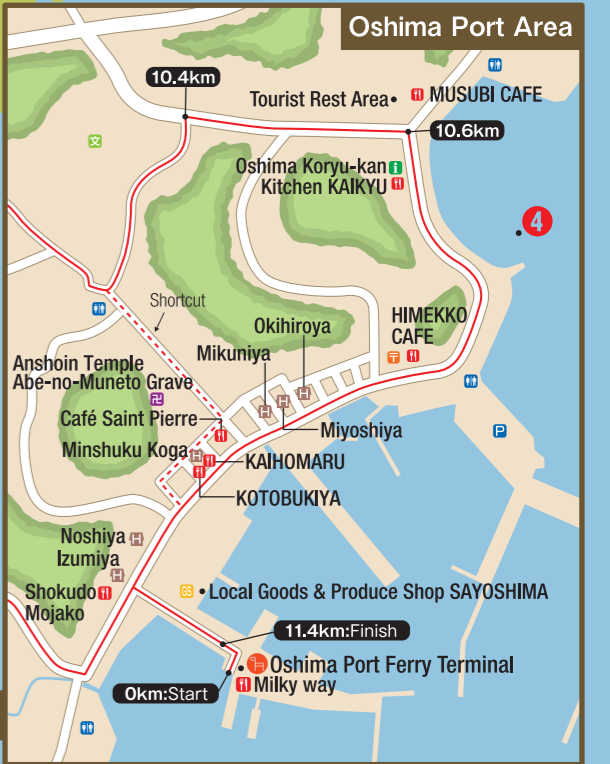 Oshima Port Area
10.4km
Tourist Rest Area
MUSUBI CAFE
10.6km
文
Oshima Koryu-kan
i
Kitchen KAIKYU
4
Shortcut
Okihiroya
HIMEKKO
CAFE
Mikuniya
〒
Anshoin Temple
Abe-no-Muneto Grave
卍
H
H
H
Café Saint Pierre
Miyoshiya
P
Minshuku Koga
H
KAIHOMARU
KOTOBUKIYA
Noshiya
H
Izumiya
H
Shokudo
Mojako
GS
Local Goods & Produce Shop SAYOSHIMA
11.4km:Finish
Oshima Port Ferry Terminal
Milky way
0km:Start